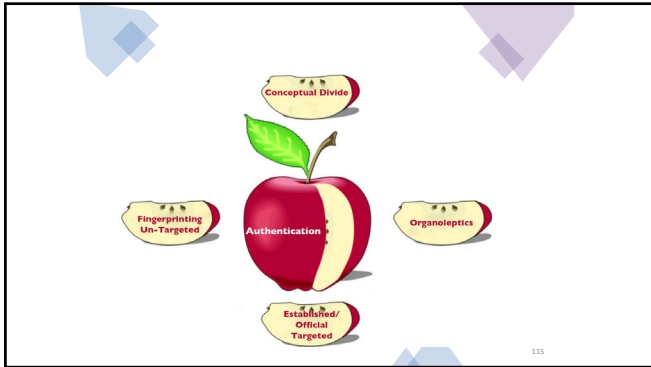 Conceptual Divide
Fingerprinting
Un-Targeted
Authentication
Organoleptics
Established/
Official
Targeted
115